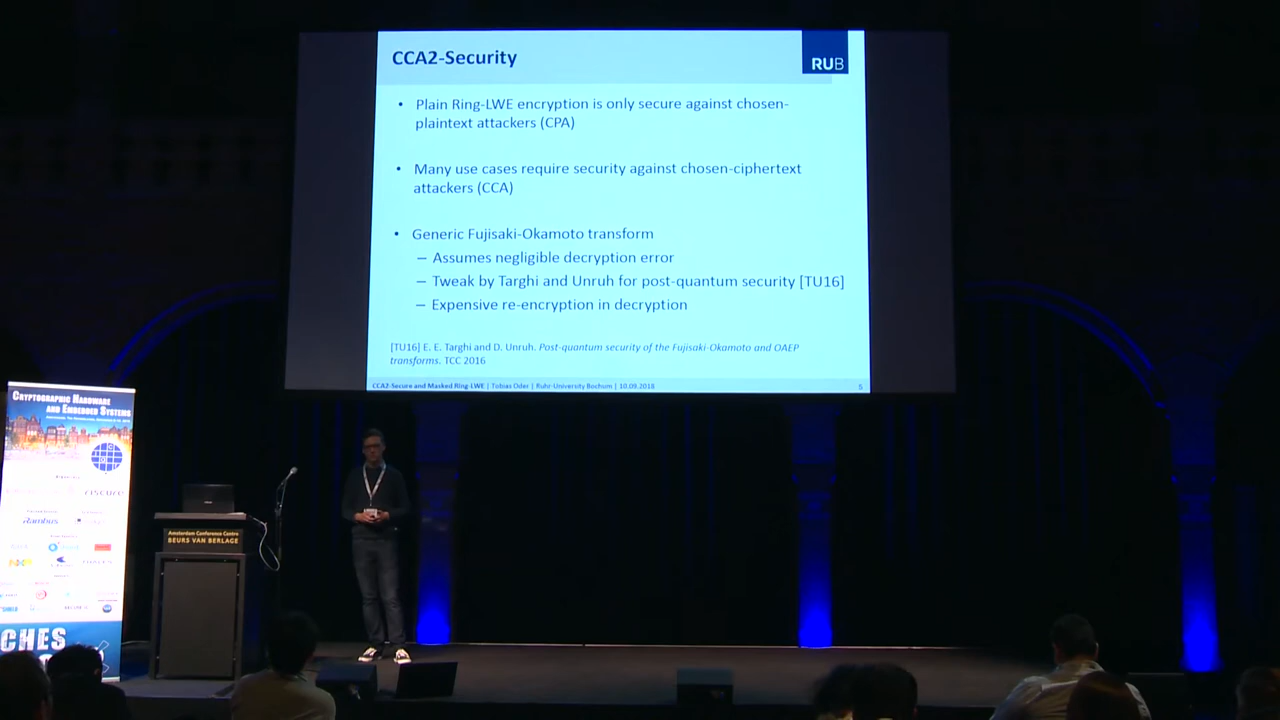 CCA2-Security
RUB
• Plain Ring-LWE encryption is only secure against chosen-
plaintext attackers (CPA)
• Many use cases require security against chosen-ciphertext
attackers (CCA)
• Generic Fujisaki-Okamoto transform
– Assumes negligible decryption error
– Tweak by Targhi and Unruh for post-quantum security [TU16]
– Expensive re-encryption in decryption
[TU16] E. E. Targhi and D. Unruh. Post-quantum security of the Fujisaki-Okamoto and OAEP
transforms. TCC 2016
CCA2-Secure and Masked Ring-LWE | Tobias Oder | Ruhr-University Bochum | 10.09.2018
5
Cryptographic Hardware
and Embedded Systems
riscure
Rambus
CHES
Amsterdam Conference Centre
BEURS VAN BERLAGE